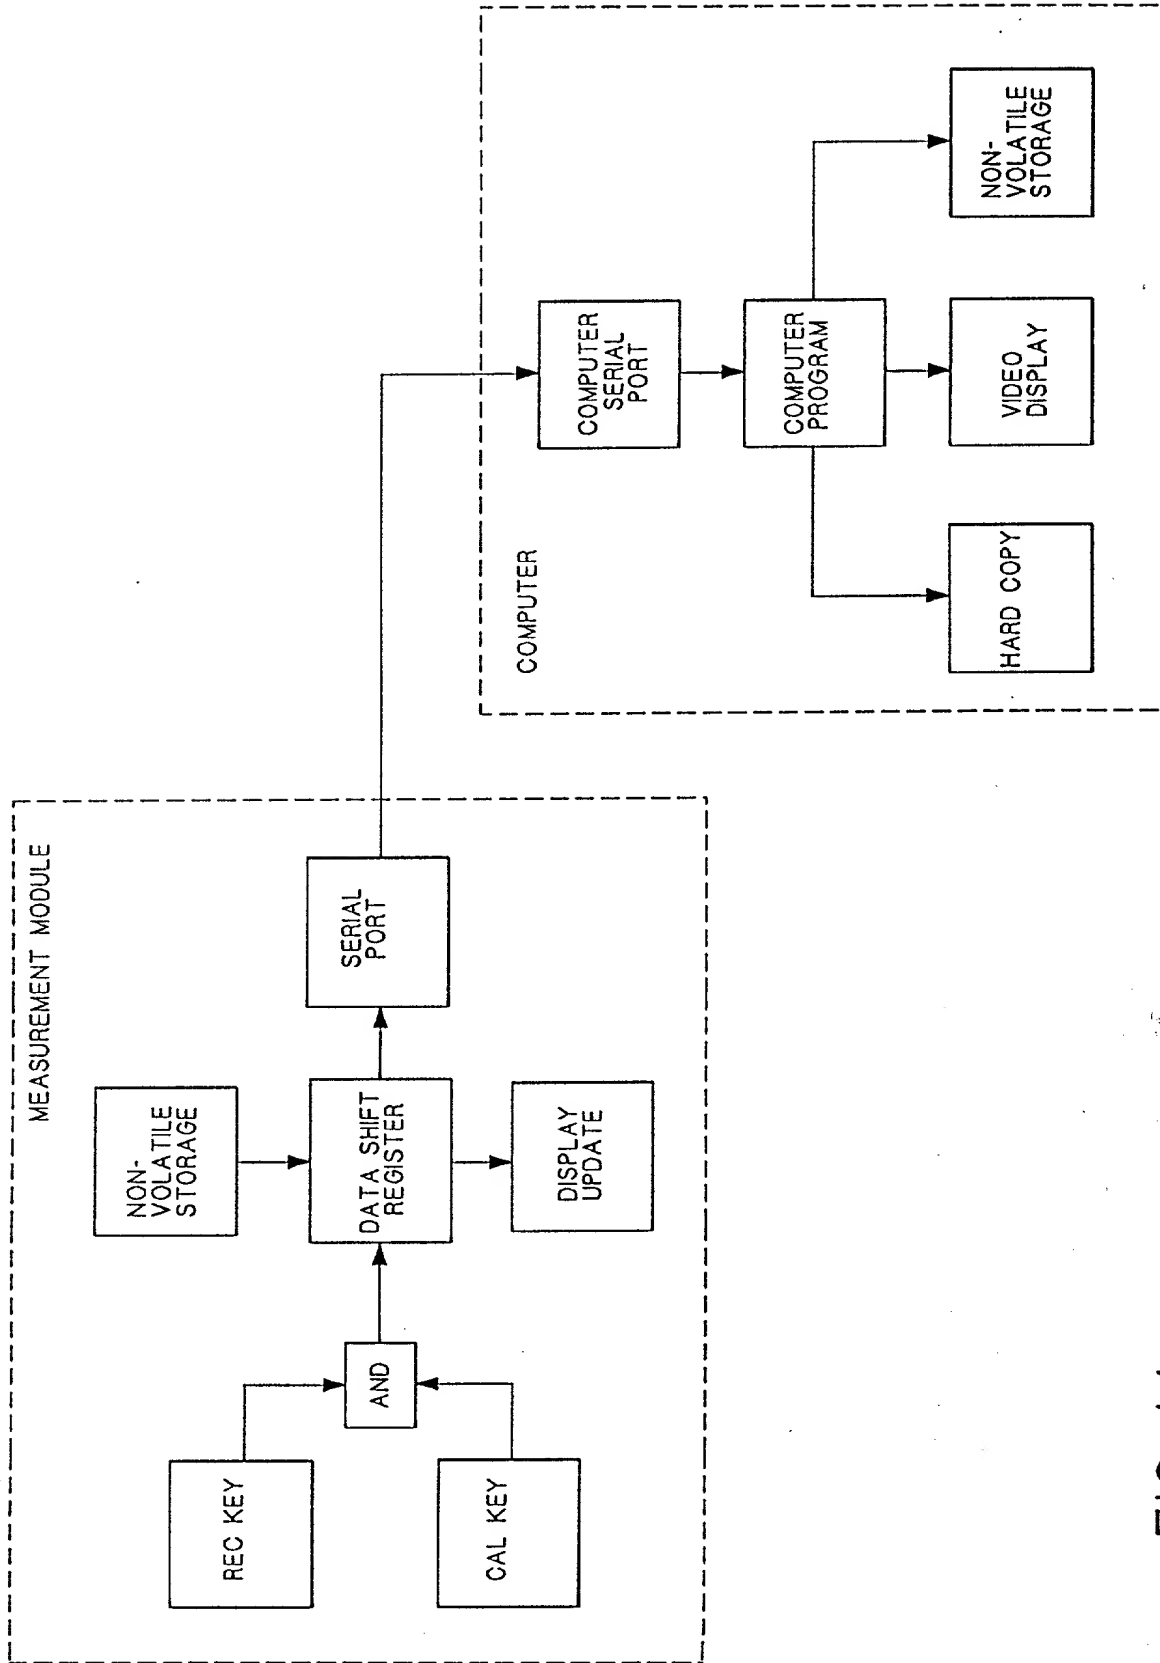 MEASUREMENT MODULE
REC KEY
CAL KEY
AND
NON-
VOLATILE
STORAGE
DATA SHIFT
REGISTER
DISPLAY
UPDATE
SERIAL
PORT
COMPUTER
COMPUTER
SERIAL
PORT
COMPUTER
PROGRAM
HARD COPY
VIDEO
DISPLAY
NON-
VOLATILE
STORAGE